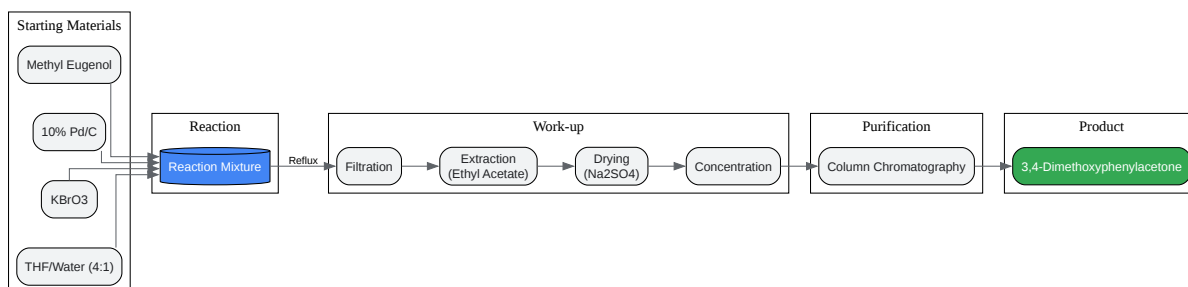 Starting Materials
Methyl Eugenol
10% Pd/C
KBrO3
THF/Water (4:1)
Reaction
Reaction Mixture
Reflux
Work-up
Filtration
Extraction
(Ethyl Acetate)
Drying
(Na2SO4)
Concentration
Purification
Column Chromatography
Product
3,4-Dimethoxyphenylacetone